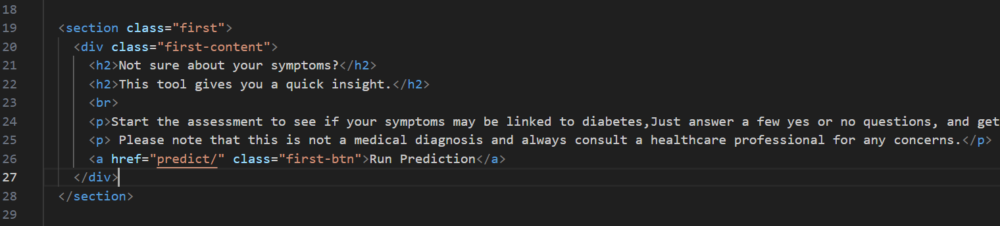 18
19 <section class="first">
20 <div class="first-content">
21 <h2>Not sure about your symptoms?</h2>
22 <h2>This tool gives you a quick insight.</h2>
23 <br>
24 <p>Start the assessment to see if your symptoms may be linked to diabetes,Just answer a few yes or no questions, and get
25 <p> Please note that this is not a medical diagnosis and always consult a healthcare professional for any concerns.</p>
26 <a href="predict/" class="first-btn">Run Prediction</a>
27 </div>
28 </section>
29